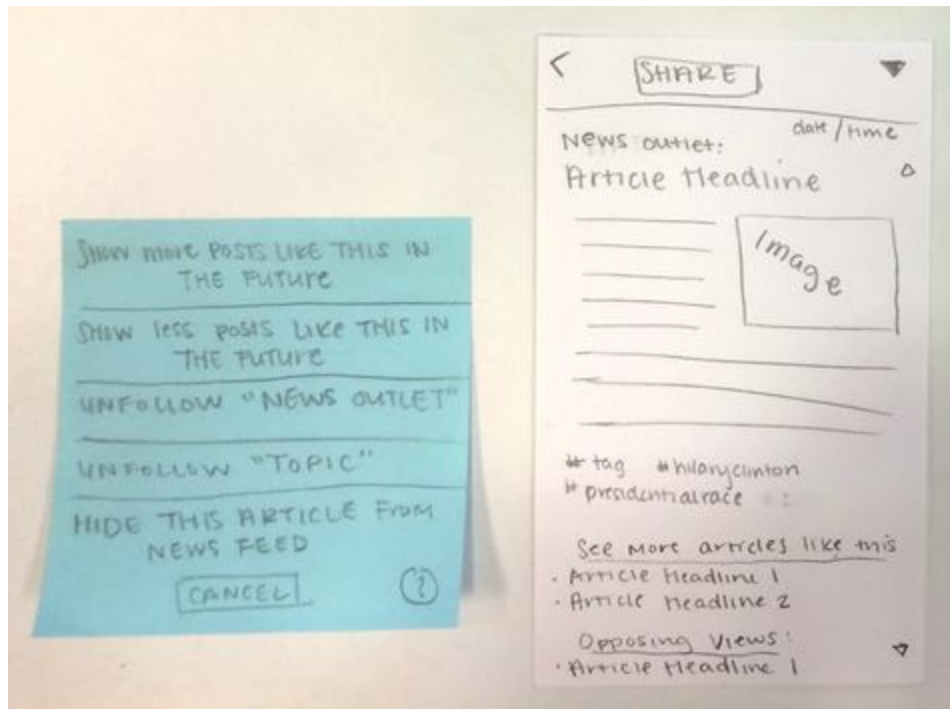 SHOW more POSTS LIKE THIS IN
THE FUTURE
SHOW less posts LIKE THIS IN
THE FUTURE
UNFOLLOW "NEWS OUTLET"
UNFOLLOW "TOPIC"
HIDE THIS ARTICLE FROM
NEWS FEED
CANCEL ?
< SHARE
date/time
News outlet:
Article Headline
Image
# tag #hilaryclinton
#presidentialrace
See More articles like this
· Article Headline 1
· Article Headline 2
Opposing Views:
· Article Headline 1